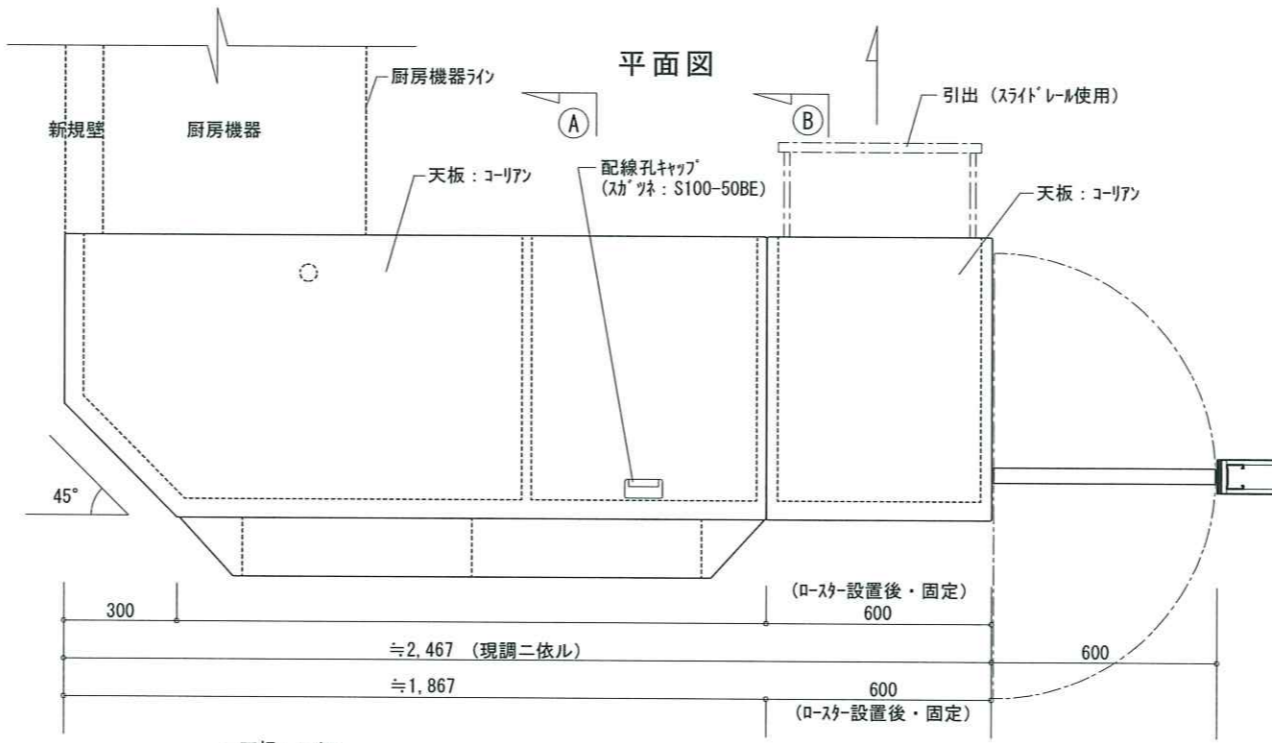 平面図
厨房機器ライン
新規壁
厨房機器
Ⓐ
Ⓑ
引出 (スライドレール使用)
配線孔キャップ
(スガツネ : S100-50BE)
天板 : コーリアン
天板 : コーリアン
45°
(ロースター設置後・固定)
300
600
≒2,467 (現調ニ依ル)
600
≒1,867
600
(ロースター設置後・固定)